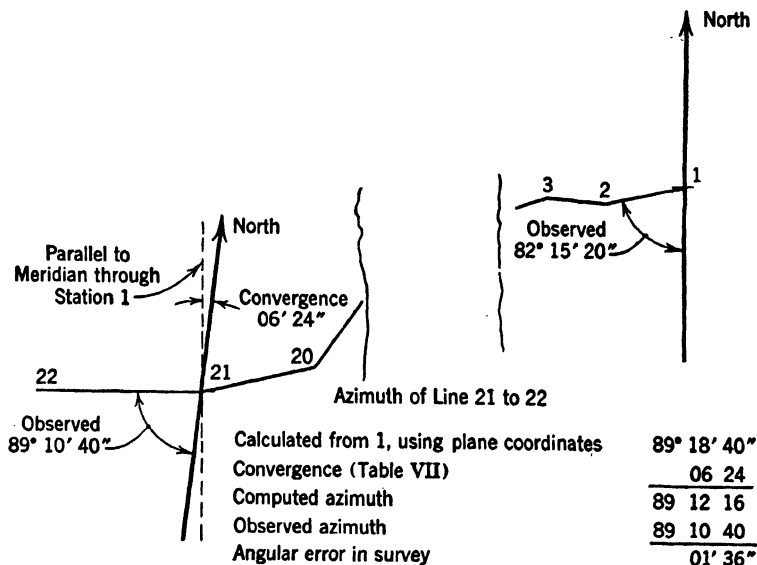 North
1
3
2
Observed
82° 15' 20"
North
Parallel to
Meridian through
Station 1
Convergence
06' 24"
20
21
22
Observed
89° 10' 40"
Azimuth of Line 21 to 22
Calculated from 1, using plane coordinates 89° 18' 40"
Convergence (Table VII) 06 24
Computed azimuth 89 12 16
Observed azimuth 89 10 40
Angular error in survey 01' 36"